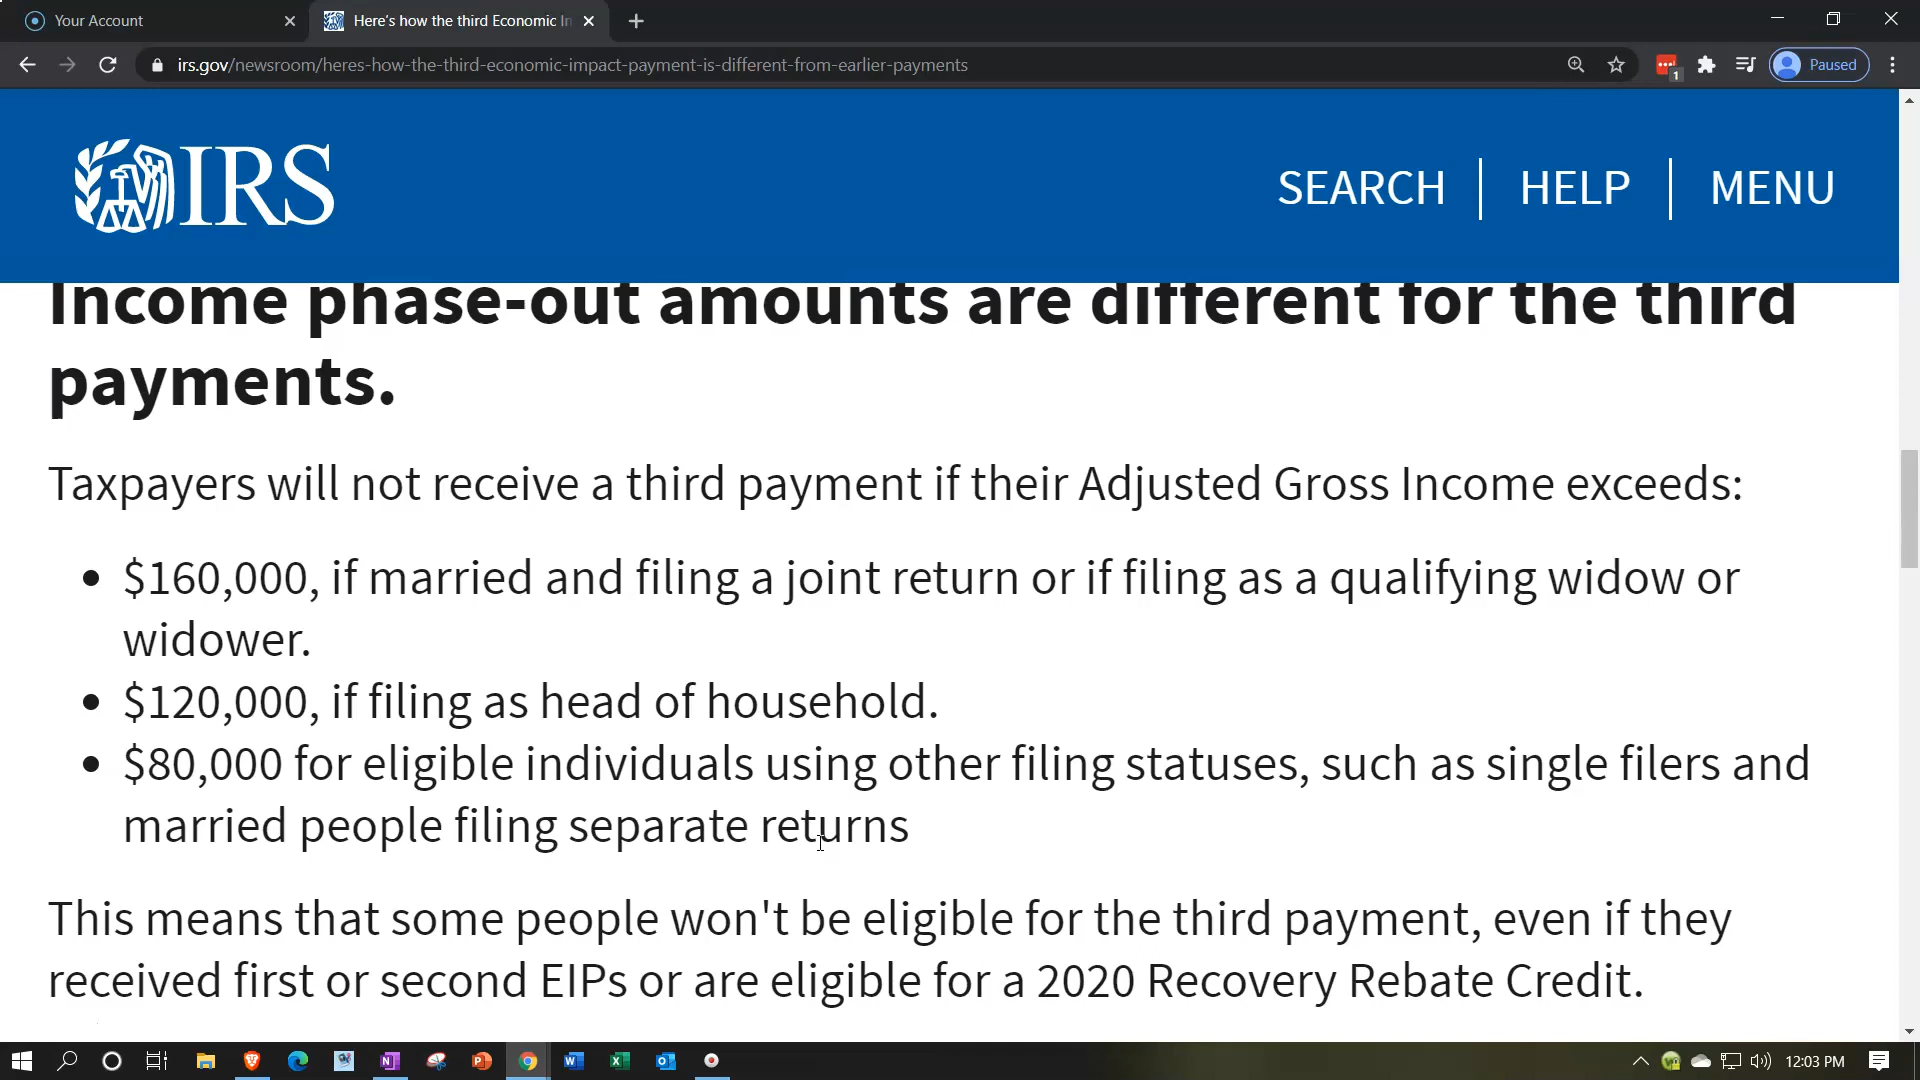 Your Account
Here's how the third Economic In
irs.gov/newsroom/heres-how-the-third-economic-impact-payment-is-different-from-earlier-payments
1
Paused
IRS
SEARCH
HELP
MENU
Income phase-out amounts are different for the third
payments.
Taxpayers will not receive a third payment if their Adjusted Gross Income exceeds:
• $160,000, if married and filing a joint return or if filing as a qualifying widow or
widower.
• $120,000, if filing as head of household.
• $80,000 for eligible individuals using other filing statuses, such as single filers and
married people filing separate returns
This means that some people won't be eligible for the third payment, even if they
received first or second EIPs or are eligible for a 2020 Recovery Rebate Credit.
12:03 PM